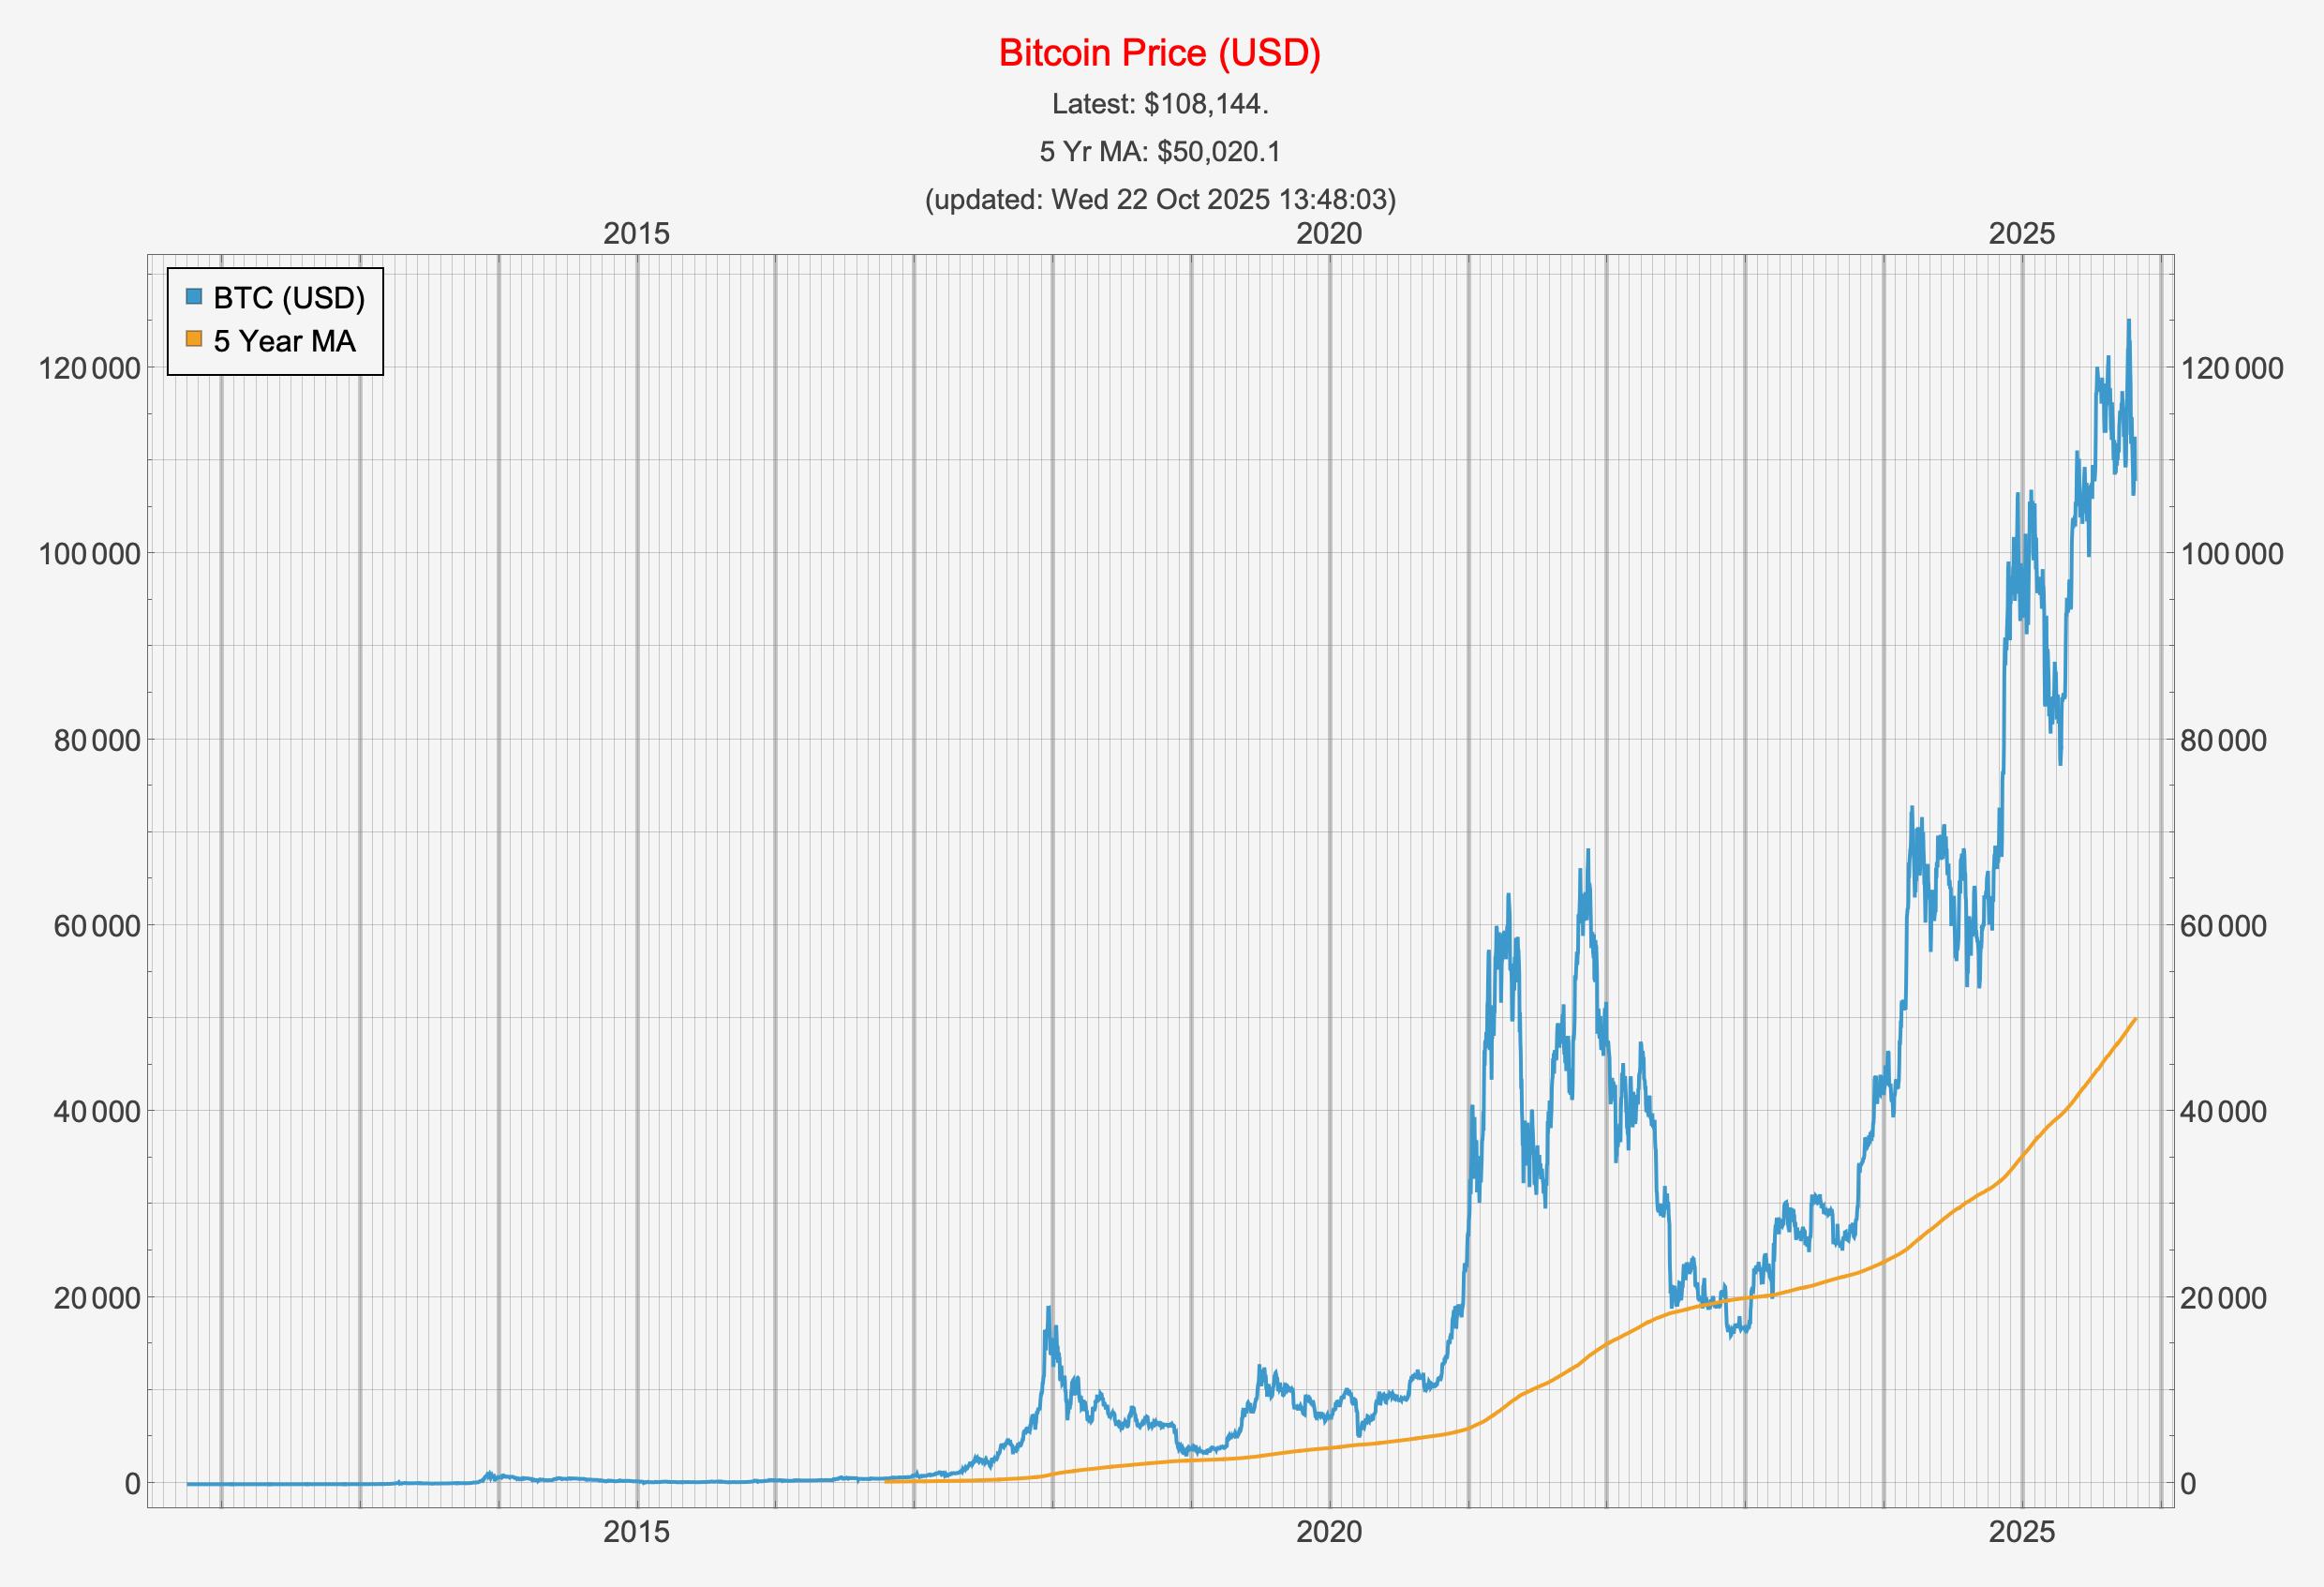 Bitcoin Price (USD)
Latest: $108,144.
5 Yr MA: $50,020.1
(updated: Wed 22 Oct 2025 13:48:03)
2015 2020 2025
BTC (USD)
5 Year MA
120 000 120 000
100 000 100 000
80 000 80 000
60 000 60 000
40 000 40 000
20 000 20 000
0 0
2015 2020 2025